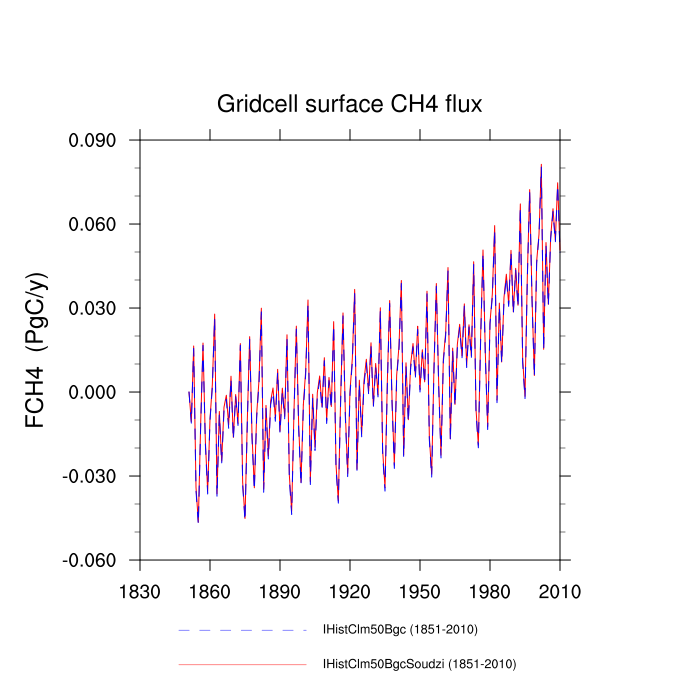 Gridcell surface CH4 flux
0.090
0.060
0.030
0.000
-0.030
-0.060
FCH4 (PgC/y)
1830 1860 1890 1920 1950 1980 2010
IHistClm50Bgc (1851-2010)
IHistClm50BgcSoudzi (1851-2010)